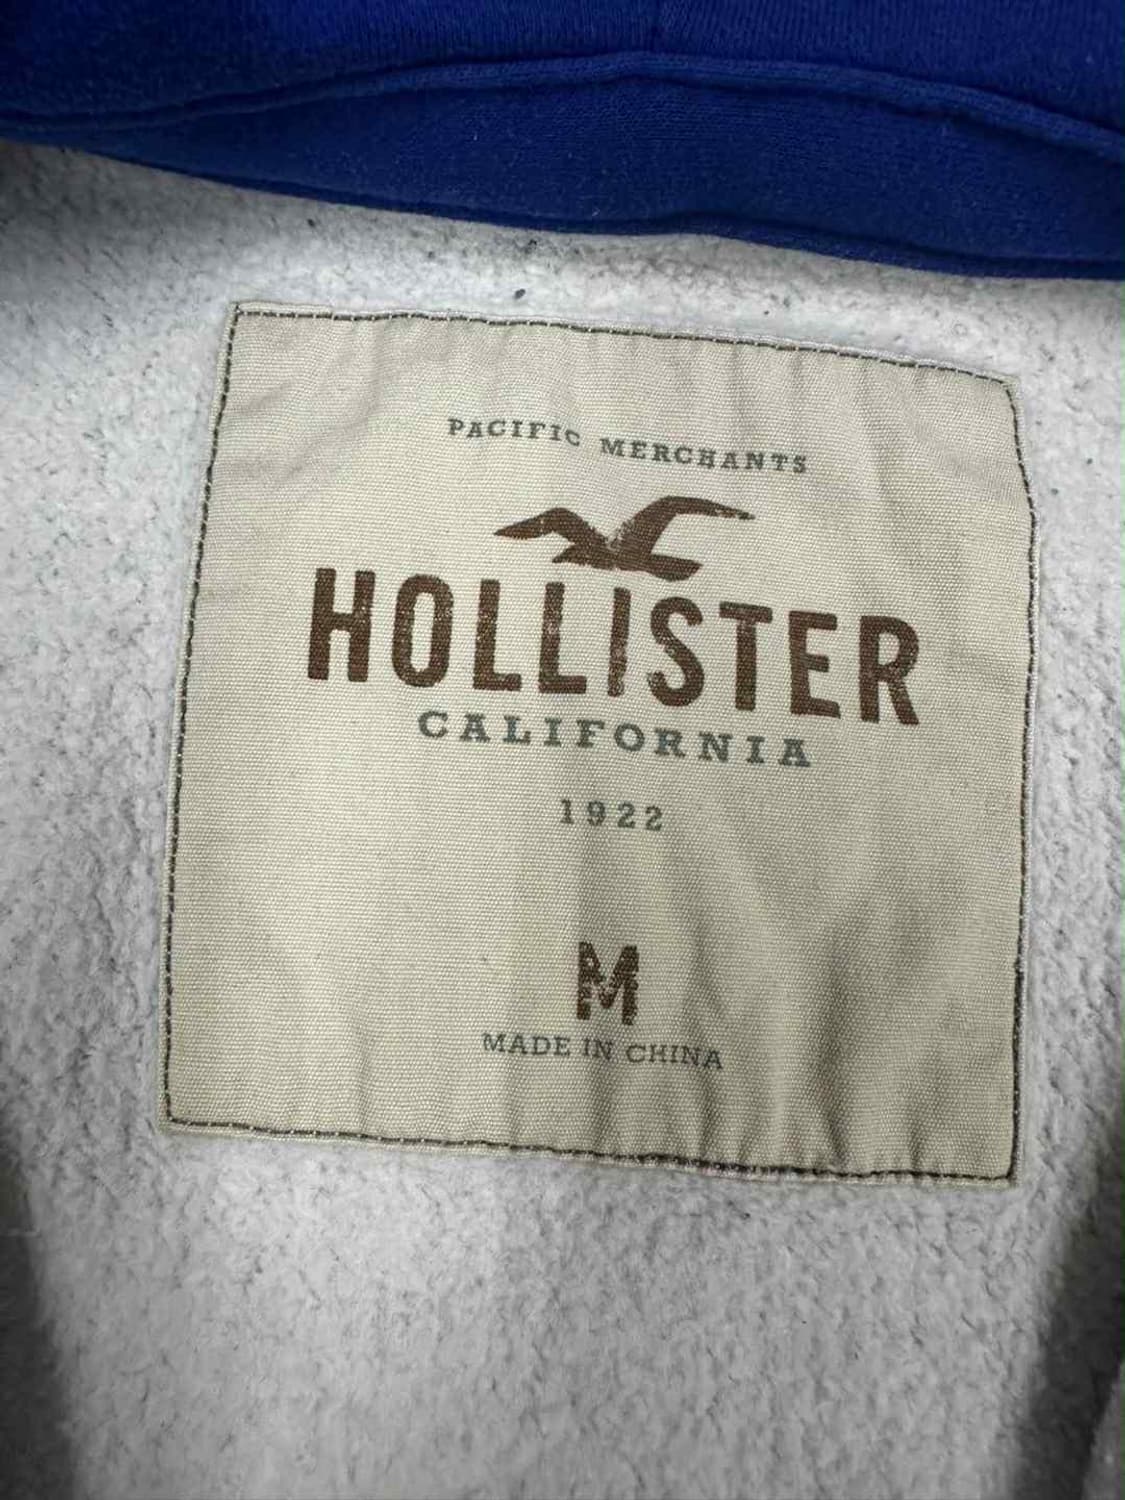 PACIFIC MERCHANTS
HOLLISTER
CALIFORNIA
1922
M
MADE IN CHINA